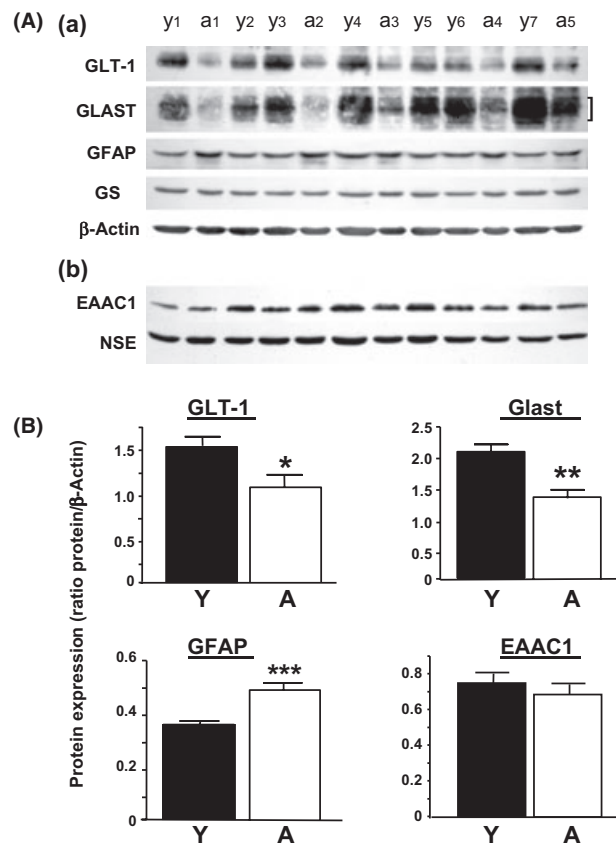 (A) (a) y1 a1 y2 y3 a2 y4 a3 y5 y6 a4 y7 a5
GLT-1
GLAST
GFAP
GS
β-Actin
(b)
EAAC1
NSE
(B)
Protein expression (ratio protein/β-Actin)
GLT-1
1.5
1.0
0.5
0
*
Y A
Glast
2.5
2.0
1.5
1.0
0.5
0
**
Y A
GFAP
0.6
0.4
0.2
0
***
Y A
EAAC1
0.8
0.6
0.4
0.2
0
Y A